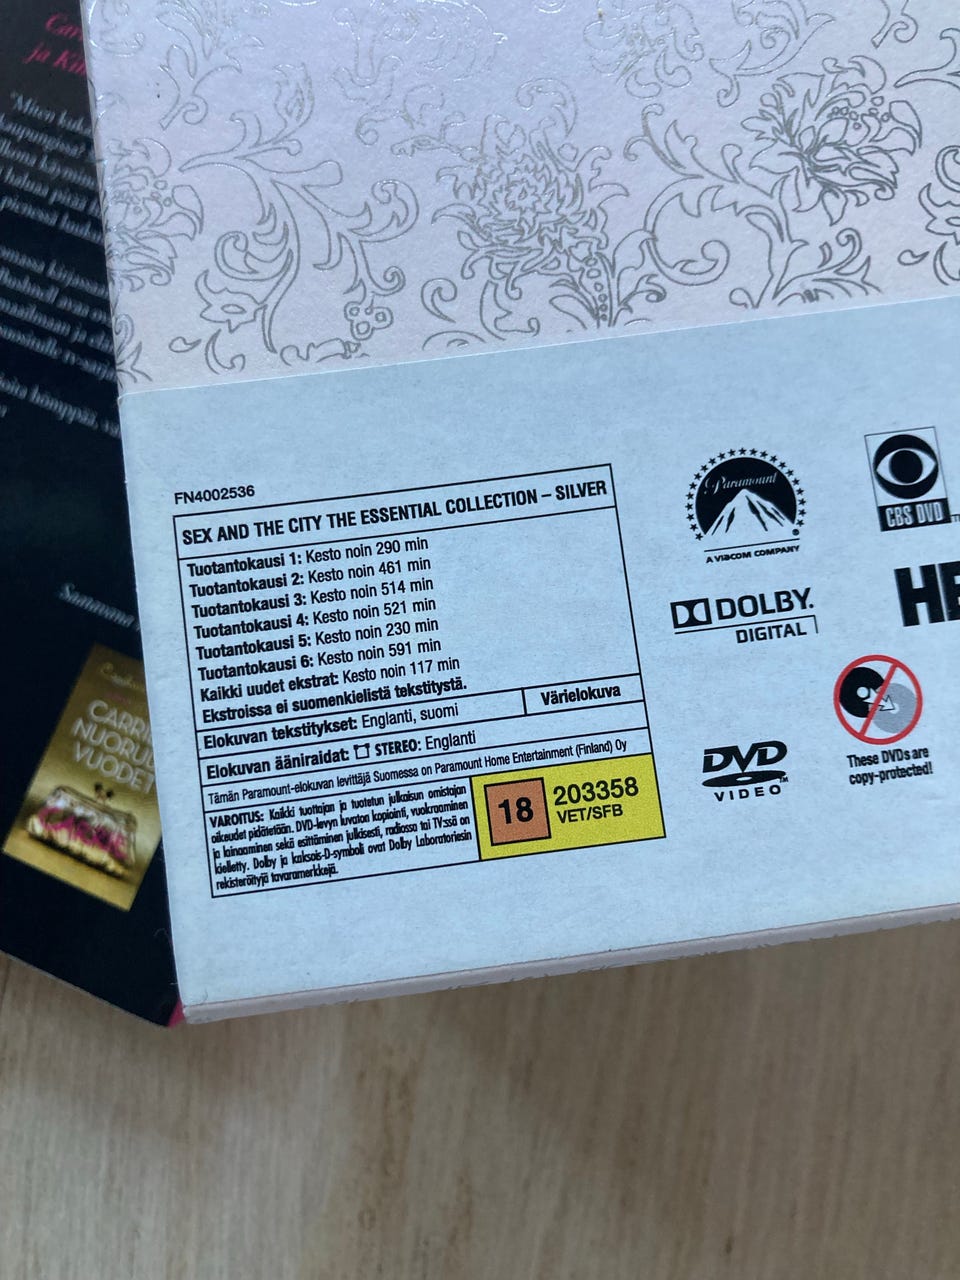 Miten
FN4002536
SEX AND THE CITY THE ESSENTIAL COLLECTION – SILVER
Tuotantokausi 1: Kesto noin 290 min
Tuotantokausi 2: Kesto noin 461 min
Tuotantokausi 3: Kesto noin 514 min
Tuotantokausi 4: Kesto noin 521 min
Tuotantokausi 5: Kesto noin 230 min
Tuotantokausi 6: Kesto noin 591 min
Kaikki uudet ekstrat: Kesto noin 117 min
Ekstroissa ei suomenkielistä tekstitystä.
Elokuvan tekstitykset: Englanti, suomi
Värielokuva
Elokuvan ääniraidat: STEREO: Englanti
Tämän Paramount-elokuvan levittäjä Suomessa on Paramount Home Entertainment (Finland) Oy
VAROITUS: Kaikki tuottajan ja tuotetun julkaisun omistajan
oikeudet pidätetään. DVD-levyn luvaton kopiointi, vuokraaminen
ja lainaaminen sekä esittäminen julkisesti, radiossa tai TV:ssä on
kielletty. Dolby ja kaksois-D-symboli ovat Dolby Laboratoriesin
rekisteröityjä tavaramerkkejä.
18
203358
VET/SFB
Paramount
A VIACOM COMPANY
CBS DVD
DOLBY
DIGITAL
DVD
VIDEO
These DVDs are
copy-protected!
CARRIE